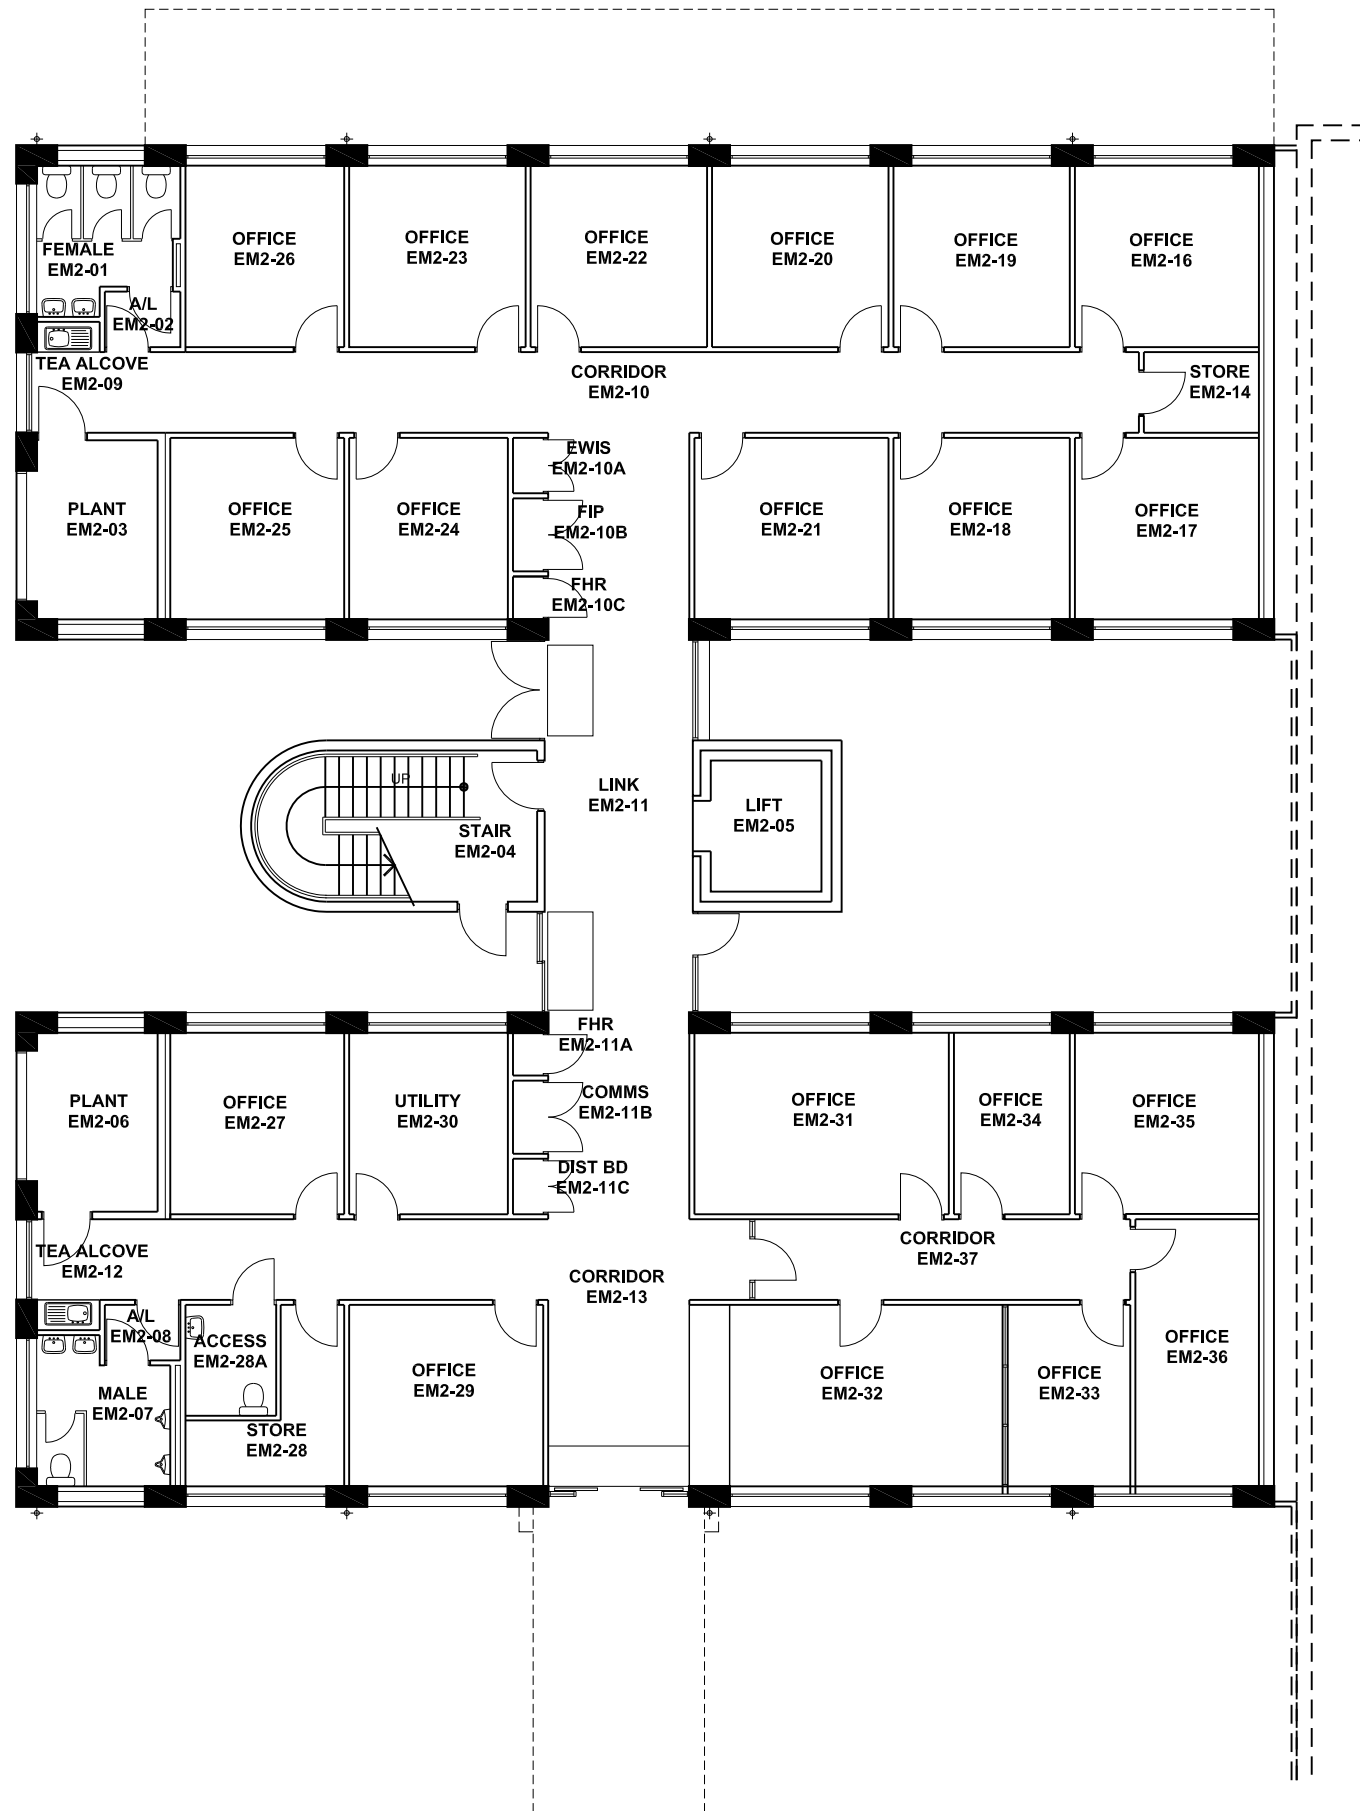 OFFICE
EM2-26
OFFICE
EM2-23
OFFICE
EM2-22
OFFICE
EM2-20
OFFICE
EM2-19
OFFICE
EM2-16
FEMALE
EM2-01
A/L
EM2-02
TEA ALCOVE
EM2-09
CORRIDOR
EM2-10
STORE
EM2-14
PLANT
EM2-03
OFFICE
EM2-25
OFFICE
EM2-24
EWIS
EM2-10A
FIP
EM2-10B
FHR
EM2-10C
OFFICE
EM2-21
OFFICE
EM2-18
OFFICE
EM2-17
UP
STAIR
EM2-04
LINK
EM2-11
LIFT
EM2-05
PLANT
EM2-06
OFFICE
EM2-27
UTILITY
EM2-30
FHR
EM2-11A
COMMS
EM2-11B
DIST BD
EM2-11C
OFFICE
EM2-31
OFFICE
EM2-34
OFFICE
EM2-35
TEA ALCOVE
EM2-12
CORRIDOR
EM2-13
CORRIDOR
EM2-37
A/L
EM2-08
ACCESS
EM2-28A
MALE
EM2-07
STORE
EM2-28
OFFICE
EM2-29
OFFICE
EM2-32
OFFICE
EM2-33
OFFICE
EM2-36